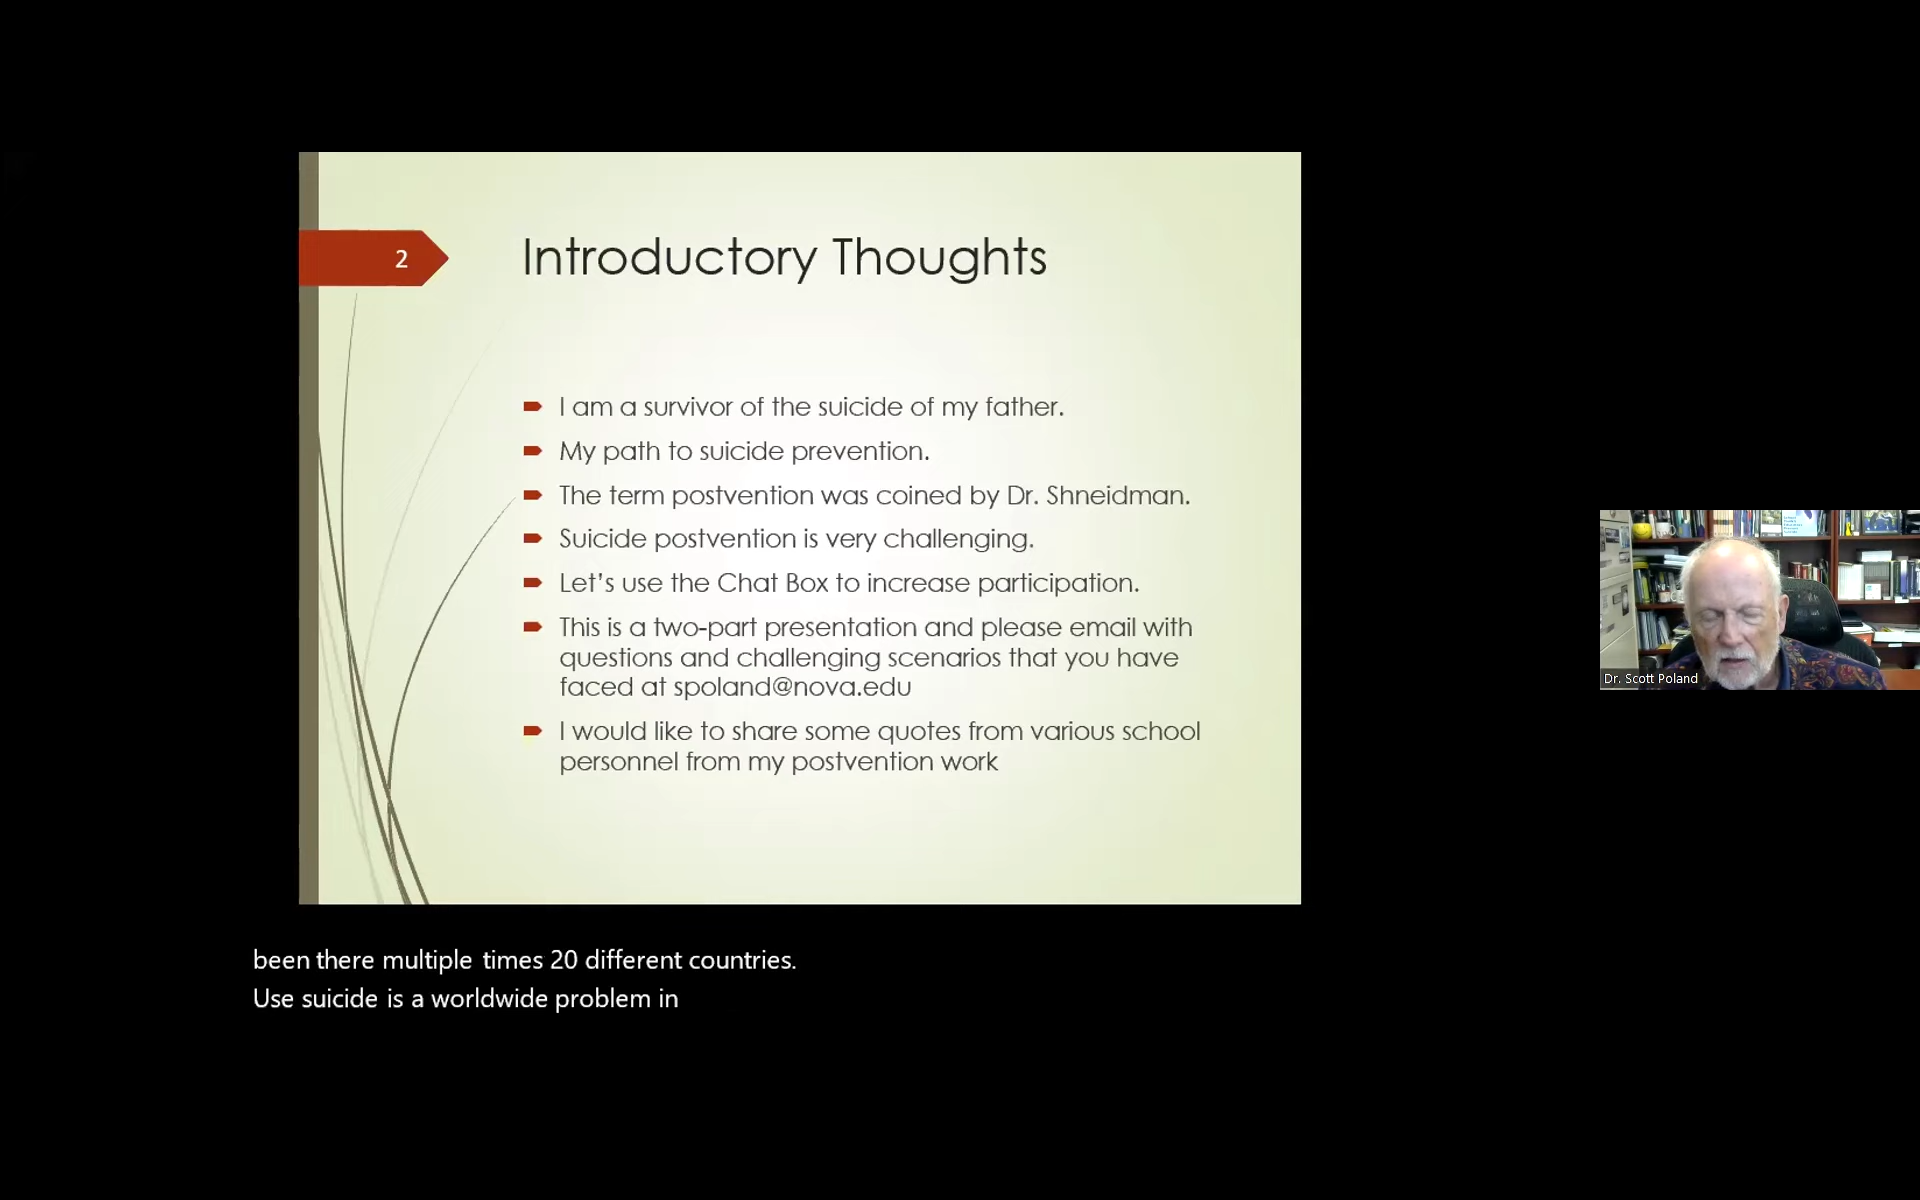 2
Introductory Thoughts
I am a survivor of the suicide of my father.
My path to suicide prevention.
The term postvention was coined by Dr. Shneidman.
Suicide postvention is very challenging.
Let's use the Chat Box to increase participation.
This is a two-part presentation and please email with
questions and challenging scenarios that you have
faced at spoland@nova.edu
I would like to share some quotes from various school
personnel from my postvention work
Dr. Scott Poland
been there multiple times 20 different countries.
Use suicide is a worldwide problem in